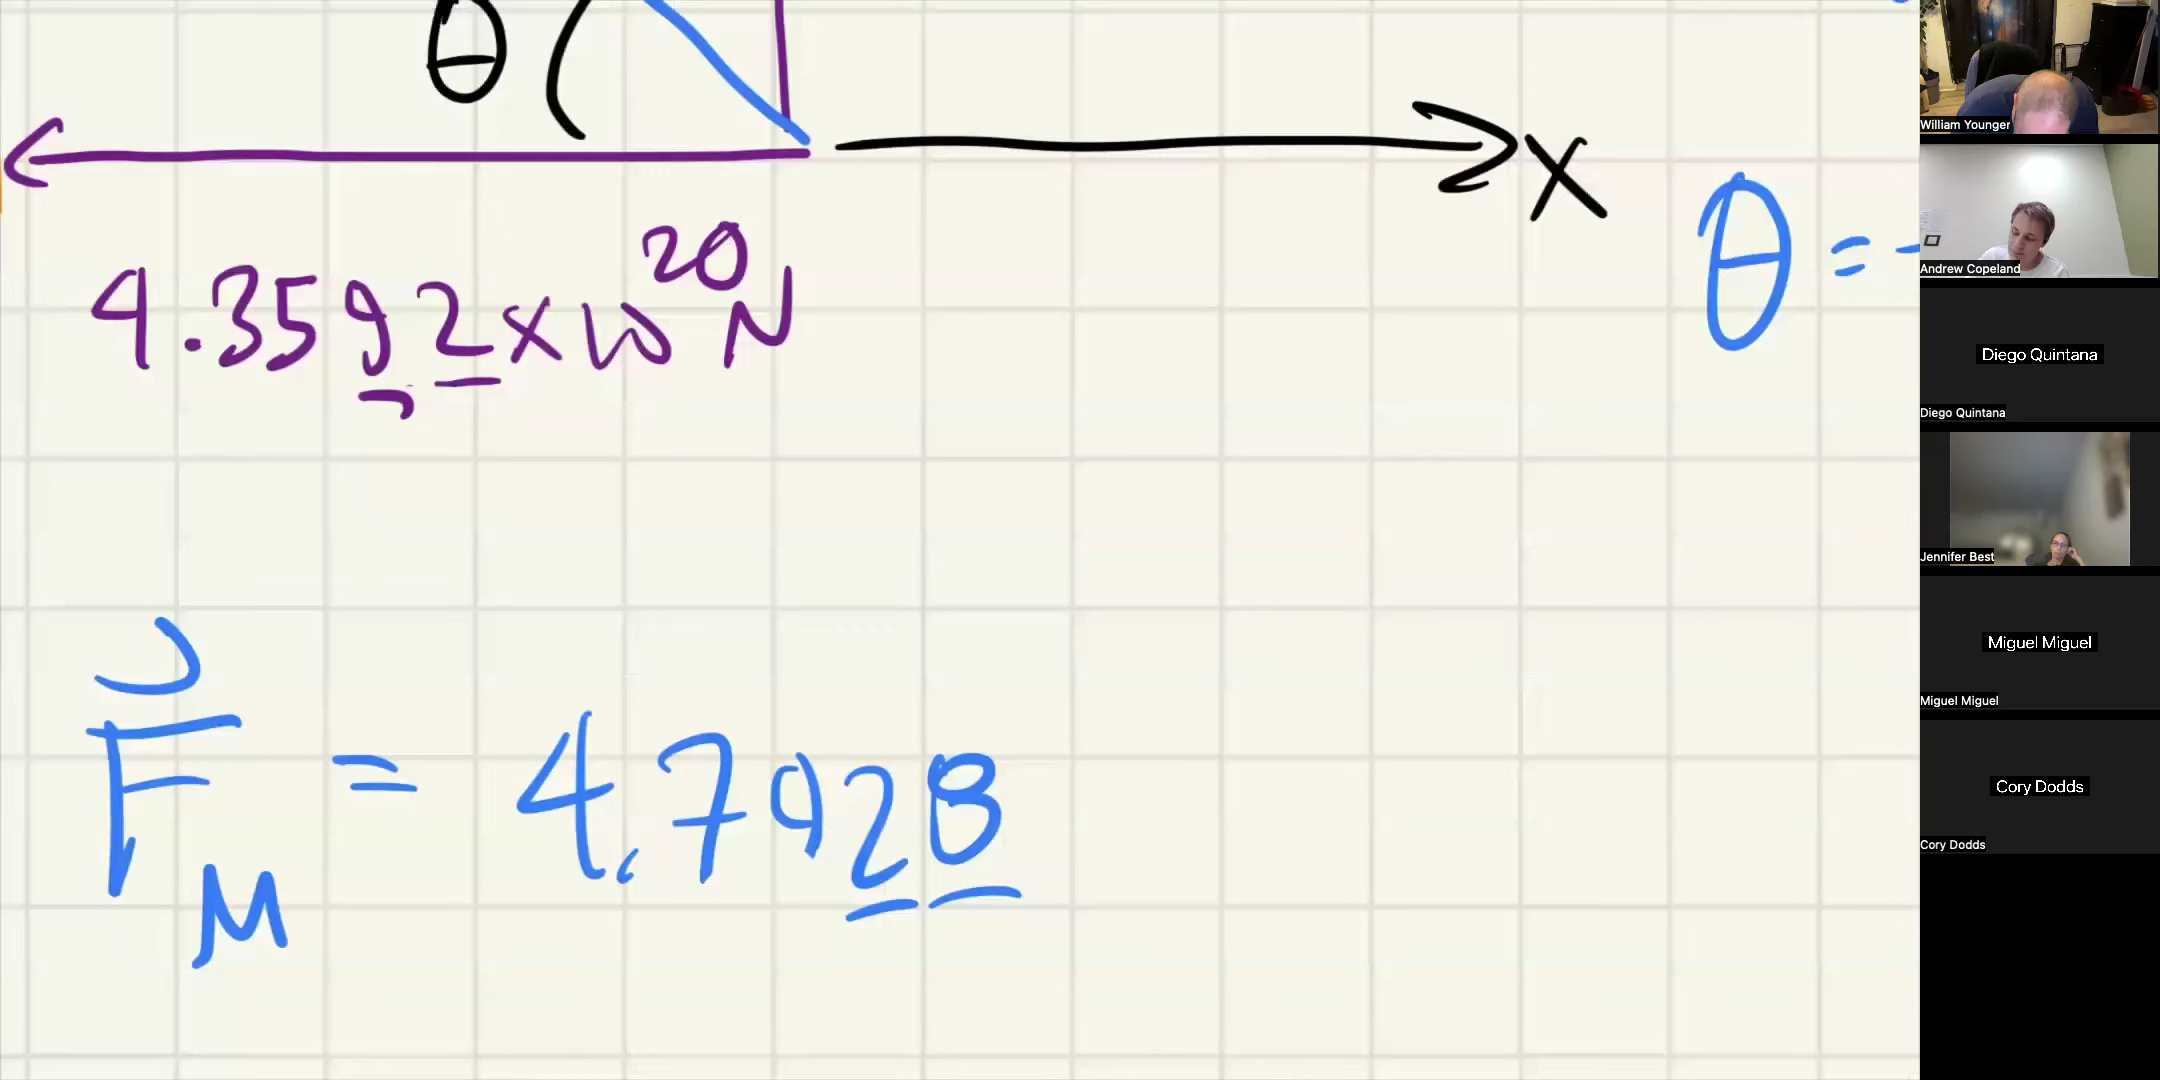 θ
x
θ = -
4.3592 x 10^20 N
F_M = 4.7928
William Younger
Andrew Copeland
Diego Quintana
Diego Quintana
Jennifer Best
Miguel Miguel
Miguel Miguel
Cory Dodds
Cory Dodds